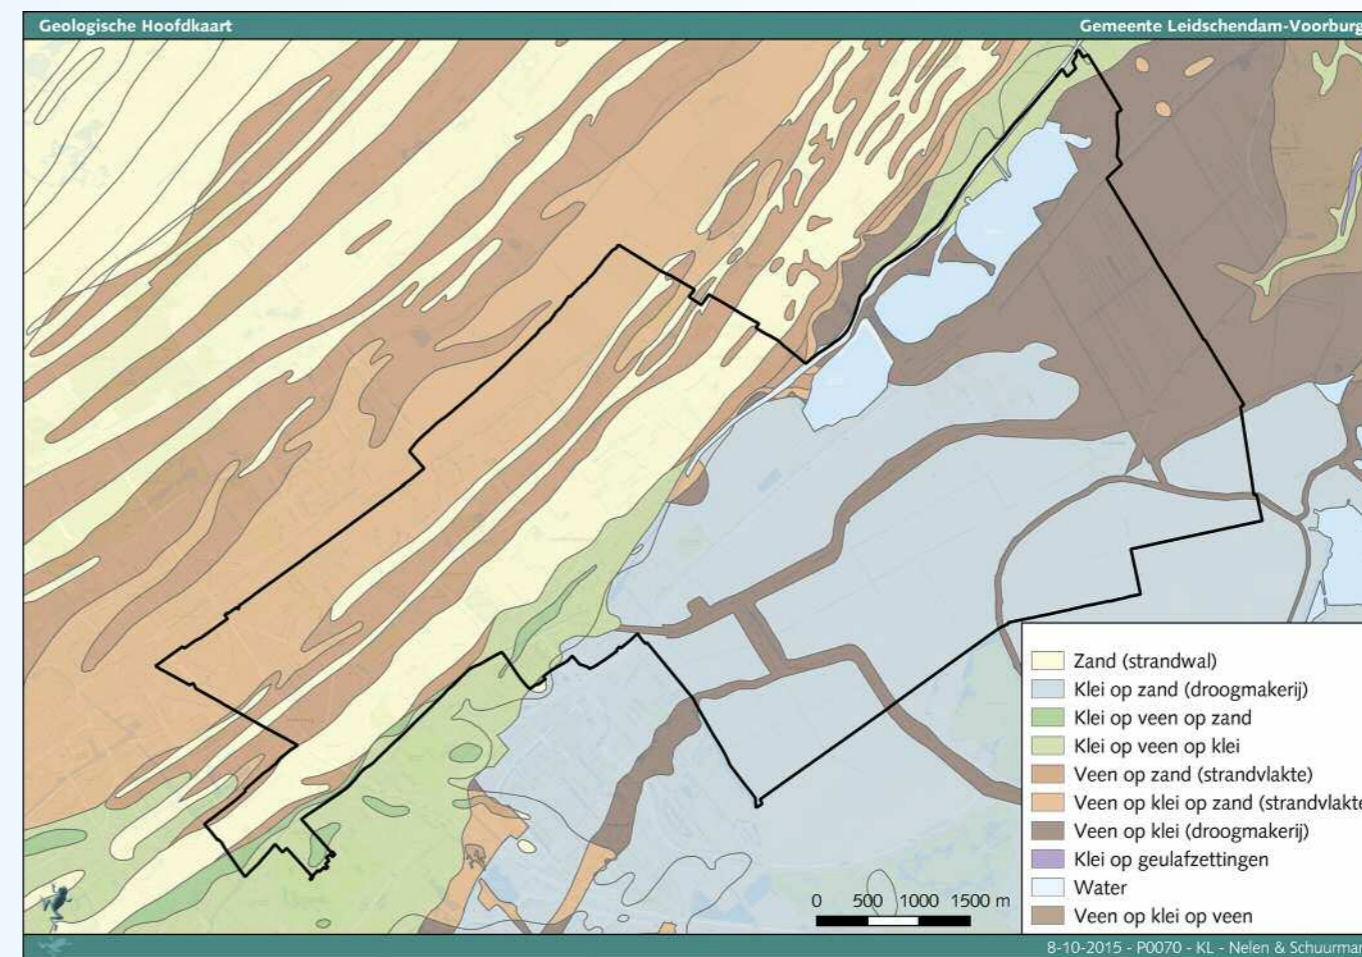 Geologische Hoofdkaart
Gemeente Leidschendam-Voorburg
Zand (strandwal)
Klei op zand (droogmakerij)
Klei op veen op zand
Klei op veen op klei
Veen op zand (strandvlakte)
Veen op klei op zand (strandvlakte
Veen op klei (droogmakerij)
Klei op geulafzettingen
Water
Veen op klei op veen
0 500 1000 1500 m
8-10-2015 - P0070 - KL - Nelen & Schuurman